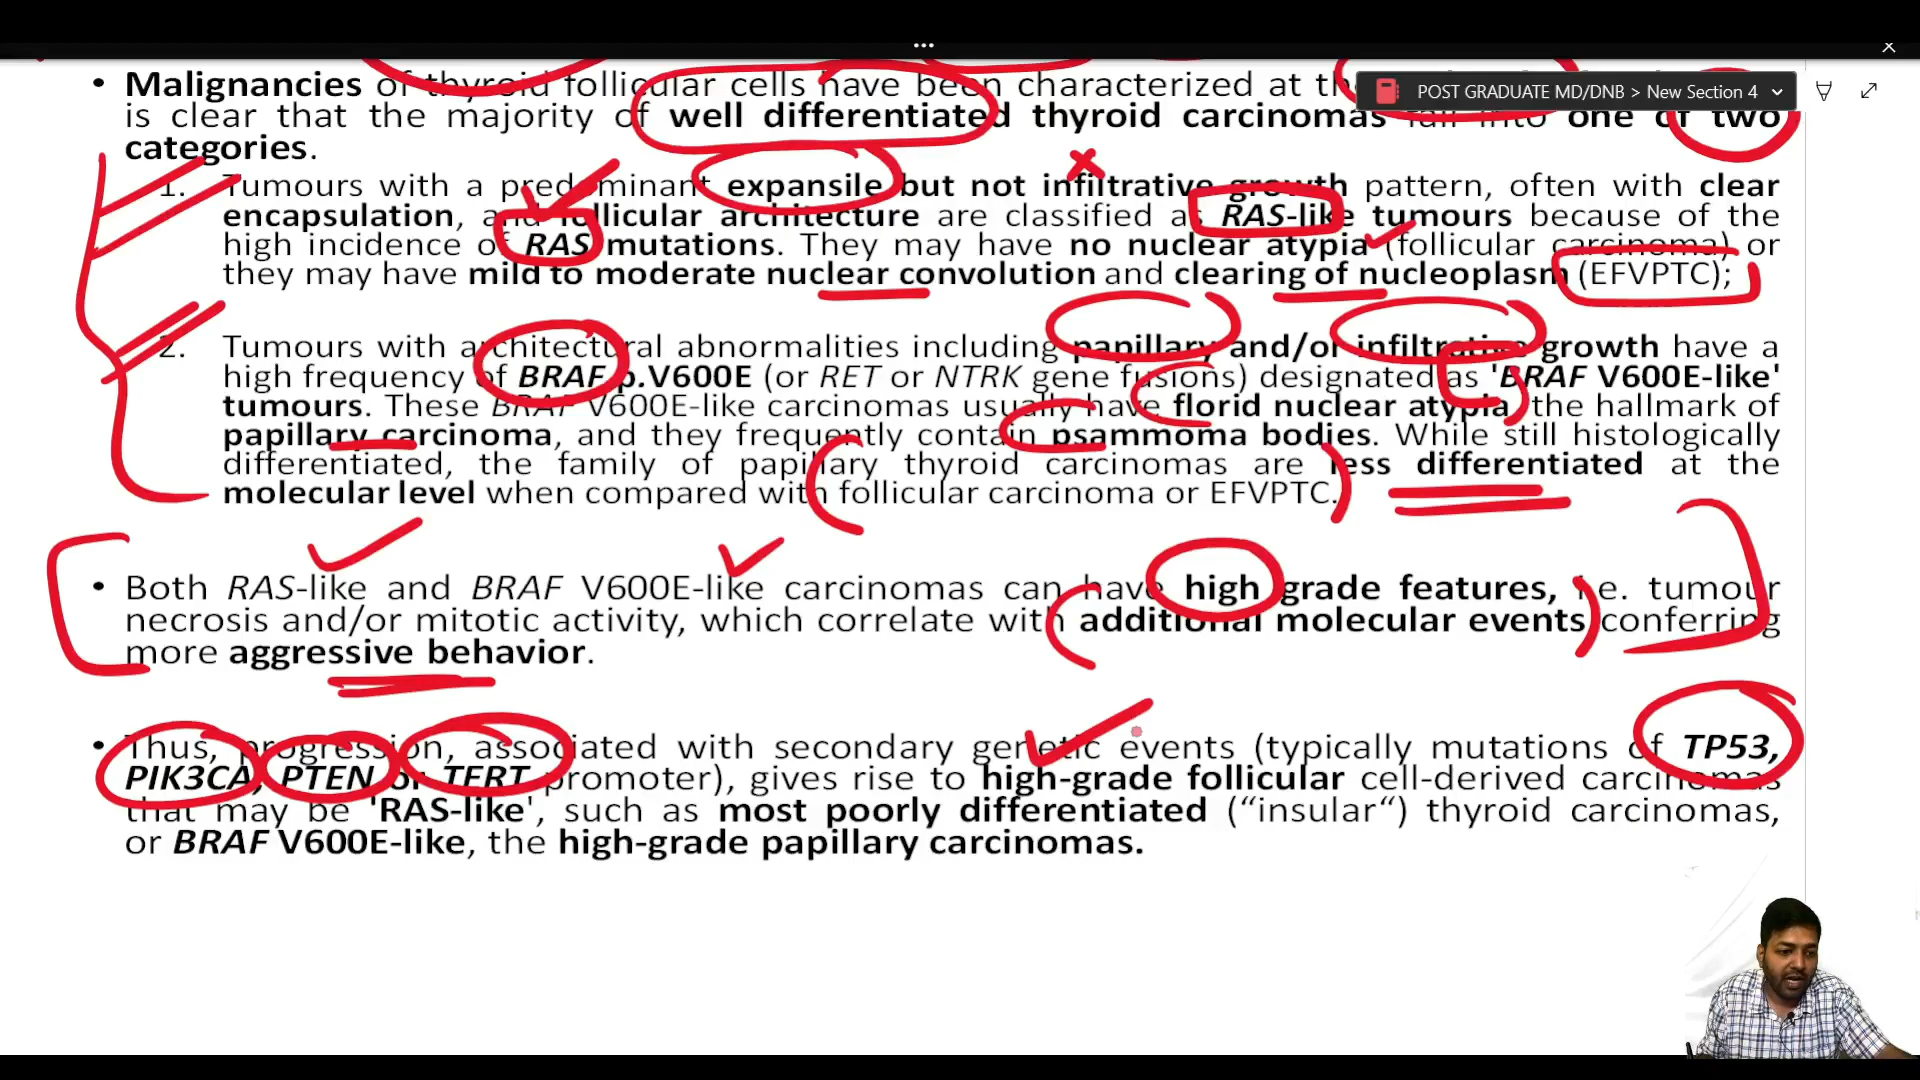 POST GRADUATE MD/DNB > New Section 4
• Malignancies of thyroid follicular cells have been characterized at the
is clear that the majority of well differentiated thyroid carcinomas fall into one of two
categories.
1. Tumours with a predominant expansile but not infiltrative growth pattern, often with clear
encapsulation, and follicular architecture are classified as RAS-like tumours because of the
high incidence of RAS mutations. They may have no nuclear atypia (follicular carcinoma) or
they may have mild to moderate nuclear convolution and clearing of nucleoplasm (EFVPTC);
2. Tumours with architectural abnormalities including papillary and/or infiltrative growth have a
high frequency of BRAF p.V600E (or RET or NTRK gene fusions) designated as 'BRAF V600E-like'
tumours. These BRAF V600E-like carcinomas usually have florid nuclear atypia, the hallmark of
papillary carcinoma, and they frequently contain psammoma bodies. While still histologically
differentiated, the family of papillary thyroid carcinomas are less differentiated at the
molecular level when compared with follicular carcinoma or EFVPTC.
• Both RAS-like and BRAF V600E-like carcinomas can have high grade features, i.e. tumour
necrosis and/or mitotic activity, which correlate with additional molecular events conferring
more aggressive behavior.
• Thus, progression, associated with secondary genetic events (typically mutations of TP53,
PIK3CA, PTEN or TERT promoter), gives rise to high-grade follicular cell-derived carcinomas
that may be 'RAS-like', such as most poorly differentiated (“insular“) thyroid carcinomas,
or BRAF V600E-like, the high-grade papillary carcinomas.